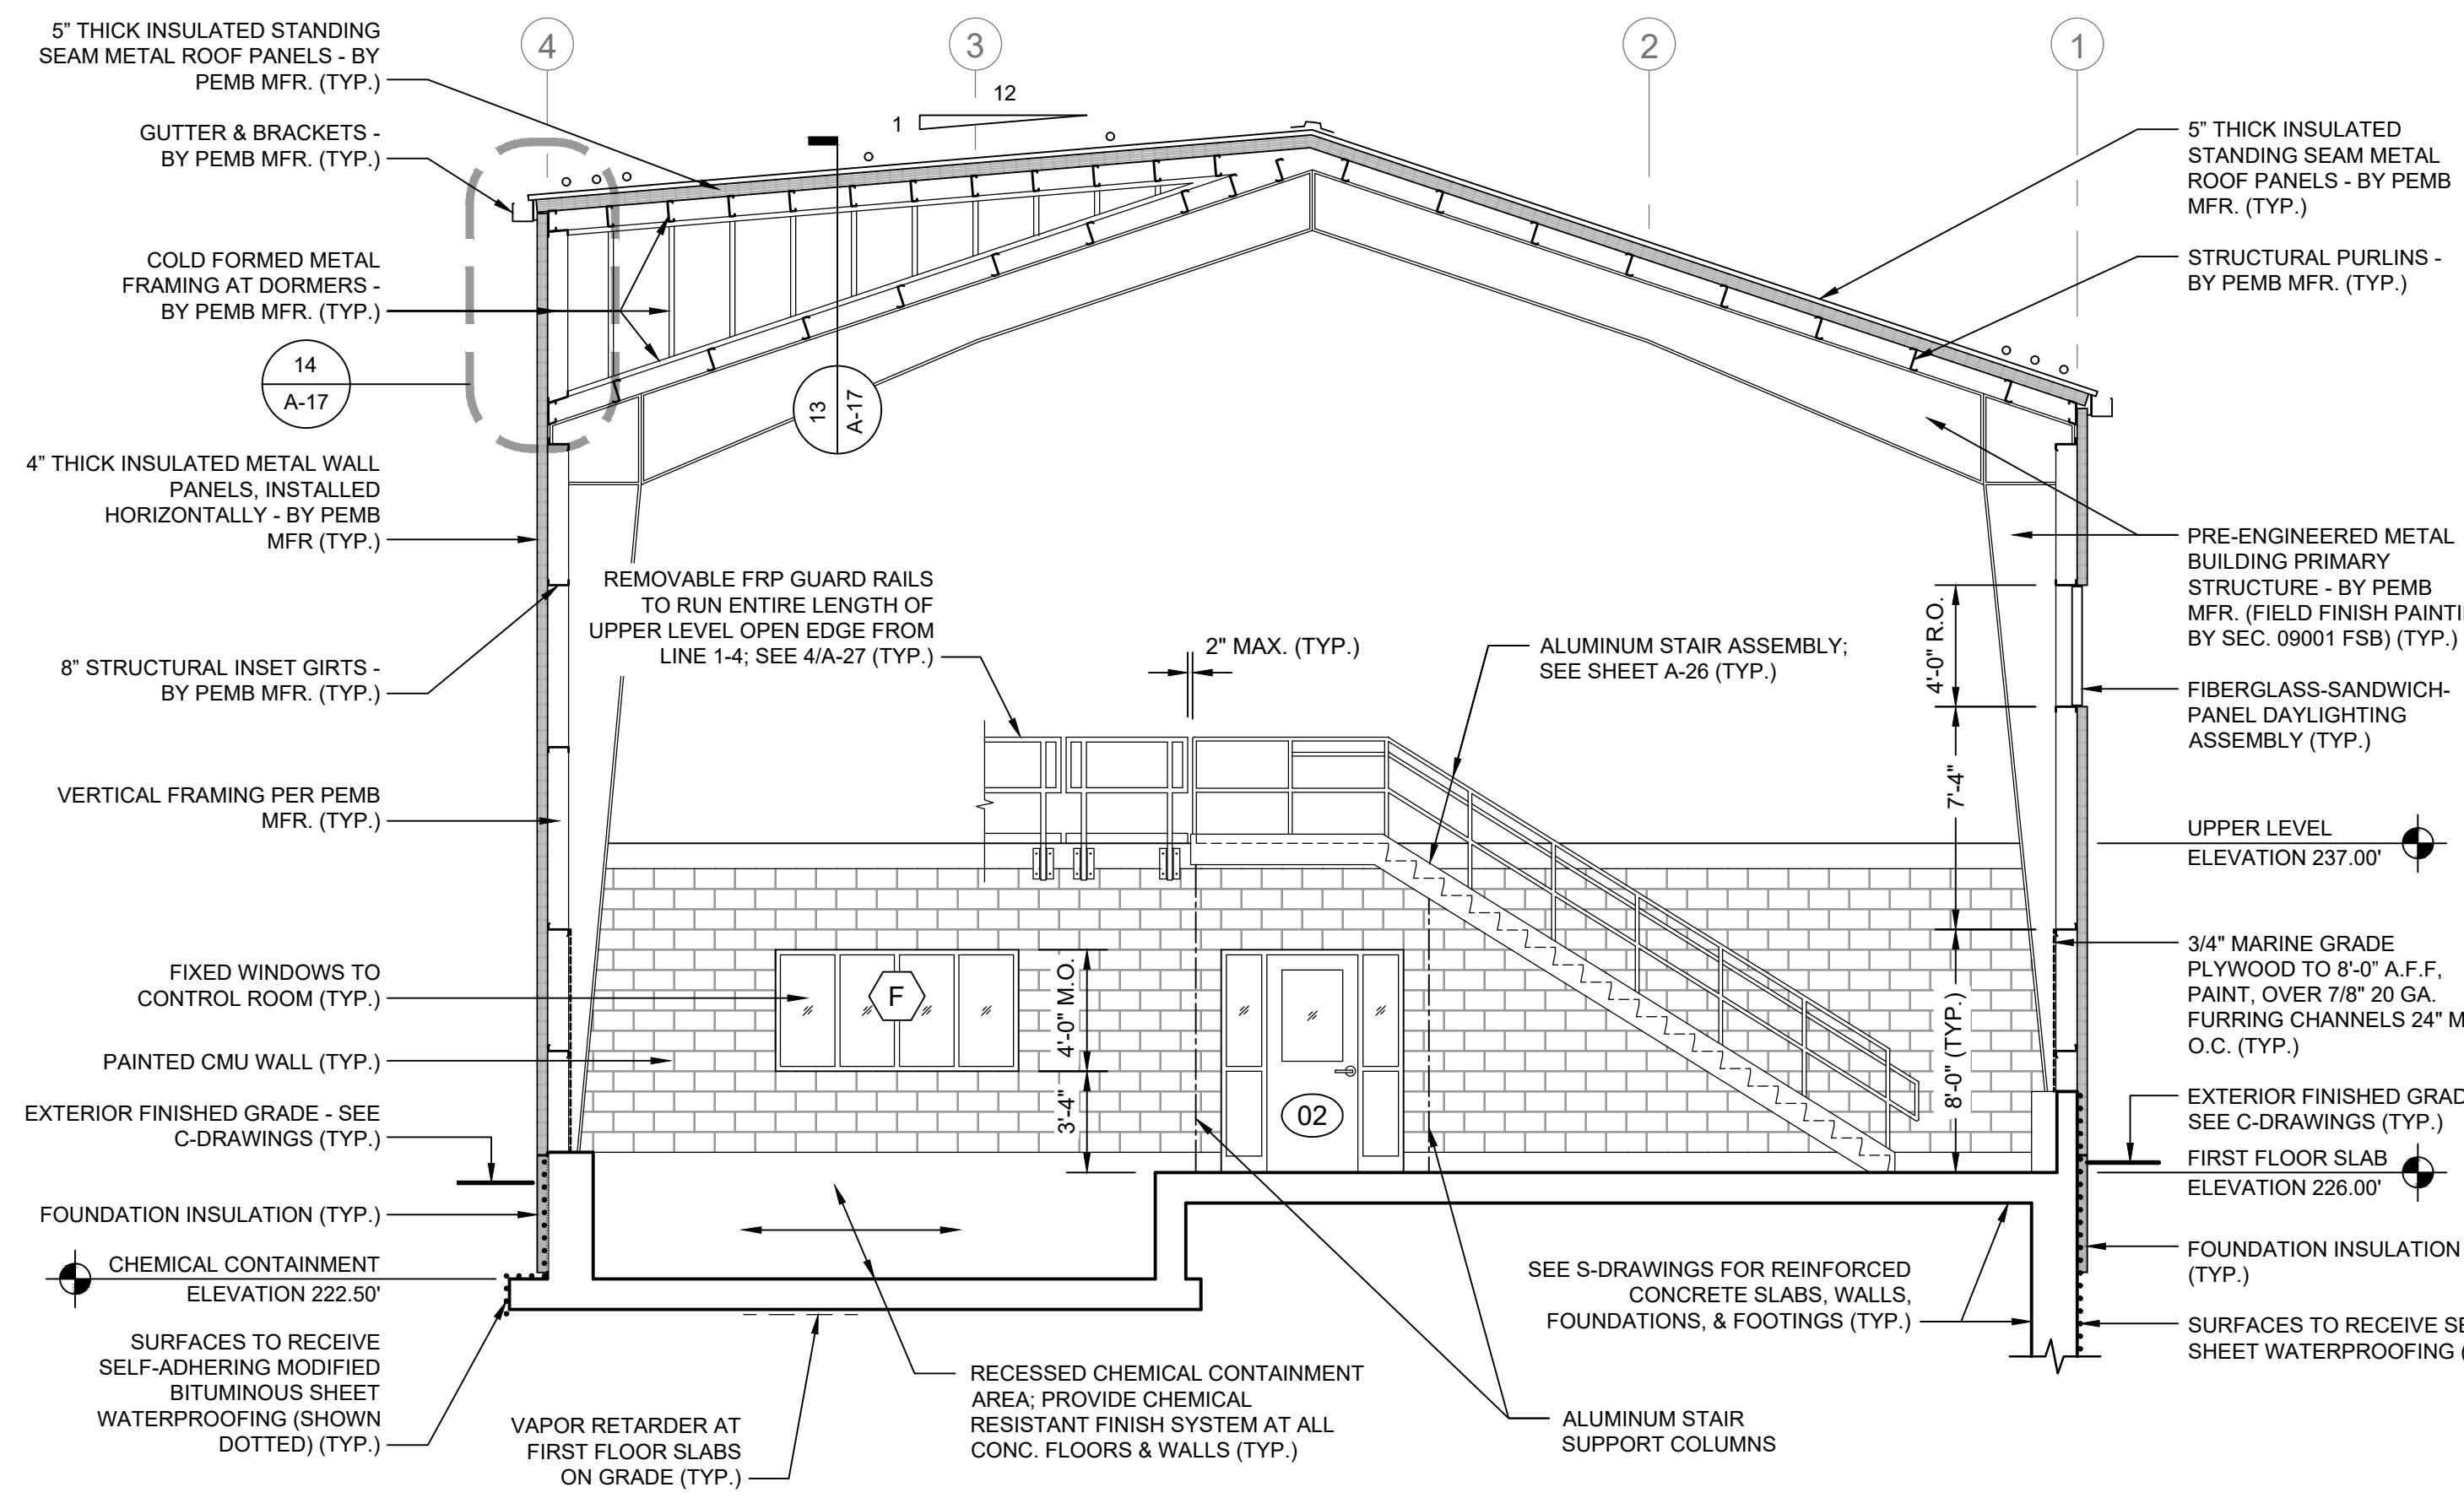 4
3
2
1
5" THICK INSULATED STANDING
SEAM METAL ROOF PANELS - BY
PEMB MFR. (TYP.)
GUTTER & BRACKETS -
BY PEMB MFR. (TYP.)
COLD FORMED METAL
FRAMING AT DORMERS -
BY PEMB MFR. (TYP.)
14
A-17
4" THICK INSULATED METAL WALL
PANELS, INSTALLED
HORIZONTALLY - BY PEMB
MFR (TYP.)
8" STRUCTURAL INSET GIRTS -
BY PEMB MFR. (TYP.)
VERTICAL FRAMING PER PEMB
MFR. (TYP.)
FIXED WINDOWS TO
CONTROL ROOM (TYP.)
PAINTED CMU WALL (TYP.)
EXTERIOR FINISHED GRADE - SEE
C-DRAWINGS (TYP.)
FOUNDATION INSULATION (TYP.)
CHEMICAL CONTAINMENT
ELEVATION 222.50'
SURFACES TO RECEIVE
SELF-ADHERING MODIFIED
BITUMINOUS SHEET
WATERPROOFING (SHOWN
DOTTED) (TYP.)
12
1
13
A-17
REMOVABLE FRP GUARD RAILS
TO RUN ENTIRE LENGTH OF
UPPER LEVEL OPEN EDGE FROM
LINE 1-4; SEE 4/A-27 (TYP.)
2" MAX. (TYP.)
ALUMINUM STAIR ASSEMBLY;
SEE SHEET A-26 (TYP.)
4'-0" R.O.
7'-4"
8'-0" (TYP.)
F
4'-0" M.O.
3'-4"
02
VAPOR RETARDER AT
FIRST FLOOR SLABS
ON GRADE (TYP.)
RECESSED CHEMICAL CONTAINMENT
AREA; PROVIDE CHEMICAL
RESISTANT FINISH SYSTEM AT ALL
CONC. FLOORS & WALLS (TYP.)
SEE S-DRAWINGS FOR REINFORCED
CONCRETE SLABS, WALLS,
FOUNDATIONS, & FOOTINGS (TYP.)
ALUMINUM STAIR
SUPPORT COLUMNS
5" THICK INSULATED
STANDING SEAM METAL
ROOF PANELS - BY PEMB
MFR. (TYP.)
STRUCTURAL PURLINS -
BY PEMB MFR. (TYP.)
PRE-ENGINEERED METAL
BUILDING PRIMARY
STRUCTURE - BY PEMB
MFR. (FIELD FINISH
BY SEC. 09001 FSB) (TYP.)
FIBERGLASS-SANDWICH-
PANEL DAYLIGHTING
ASSEMBLY (TYP.)
UPPER LEVEL
ELEVATION 237.00'
3/4" MARINE GRADE
PLYWOOD TO 8'-0" A.F.F,
PAINT, OVER 7/8" 20 GA.
FURRING CHANNELS 24"
O.C. (TYP.)
EXTERIOR FINISHED
SEE C-DRAWINGS (TYP.)
FIRST FLOOR SLAB
ELEVATION 226.00'
FOUNDATION INSULATION
(TYP.)
SURFACES TO RECEIVE
SHEET WATERPROOFING